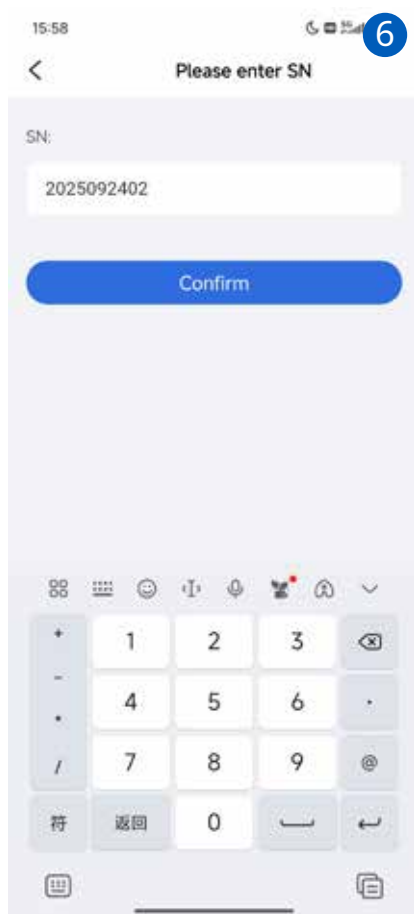 15:58
6
Please enter SN
SN:
2025092402
Confirm
+ 1 2 3
-
* 4 5 6 .
/ 7 8 9 @
符 返回 0